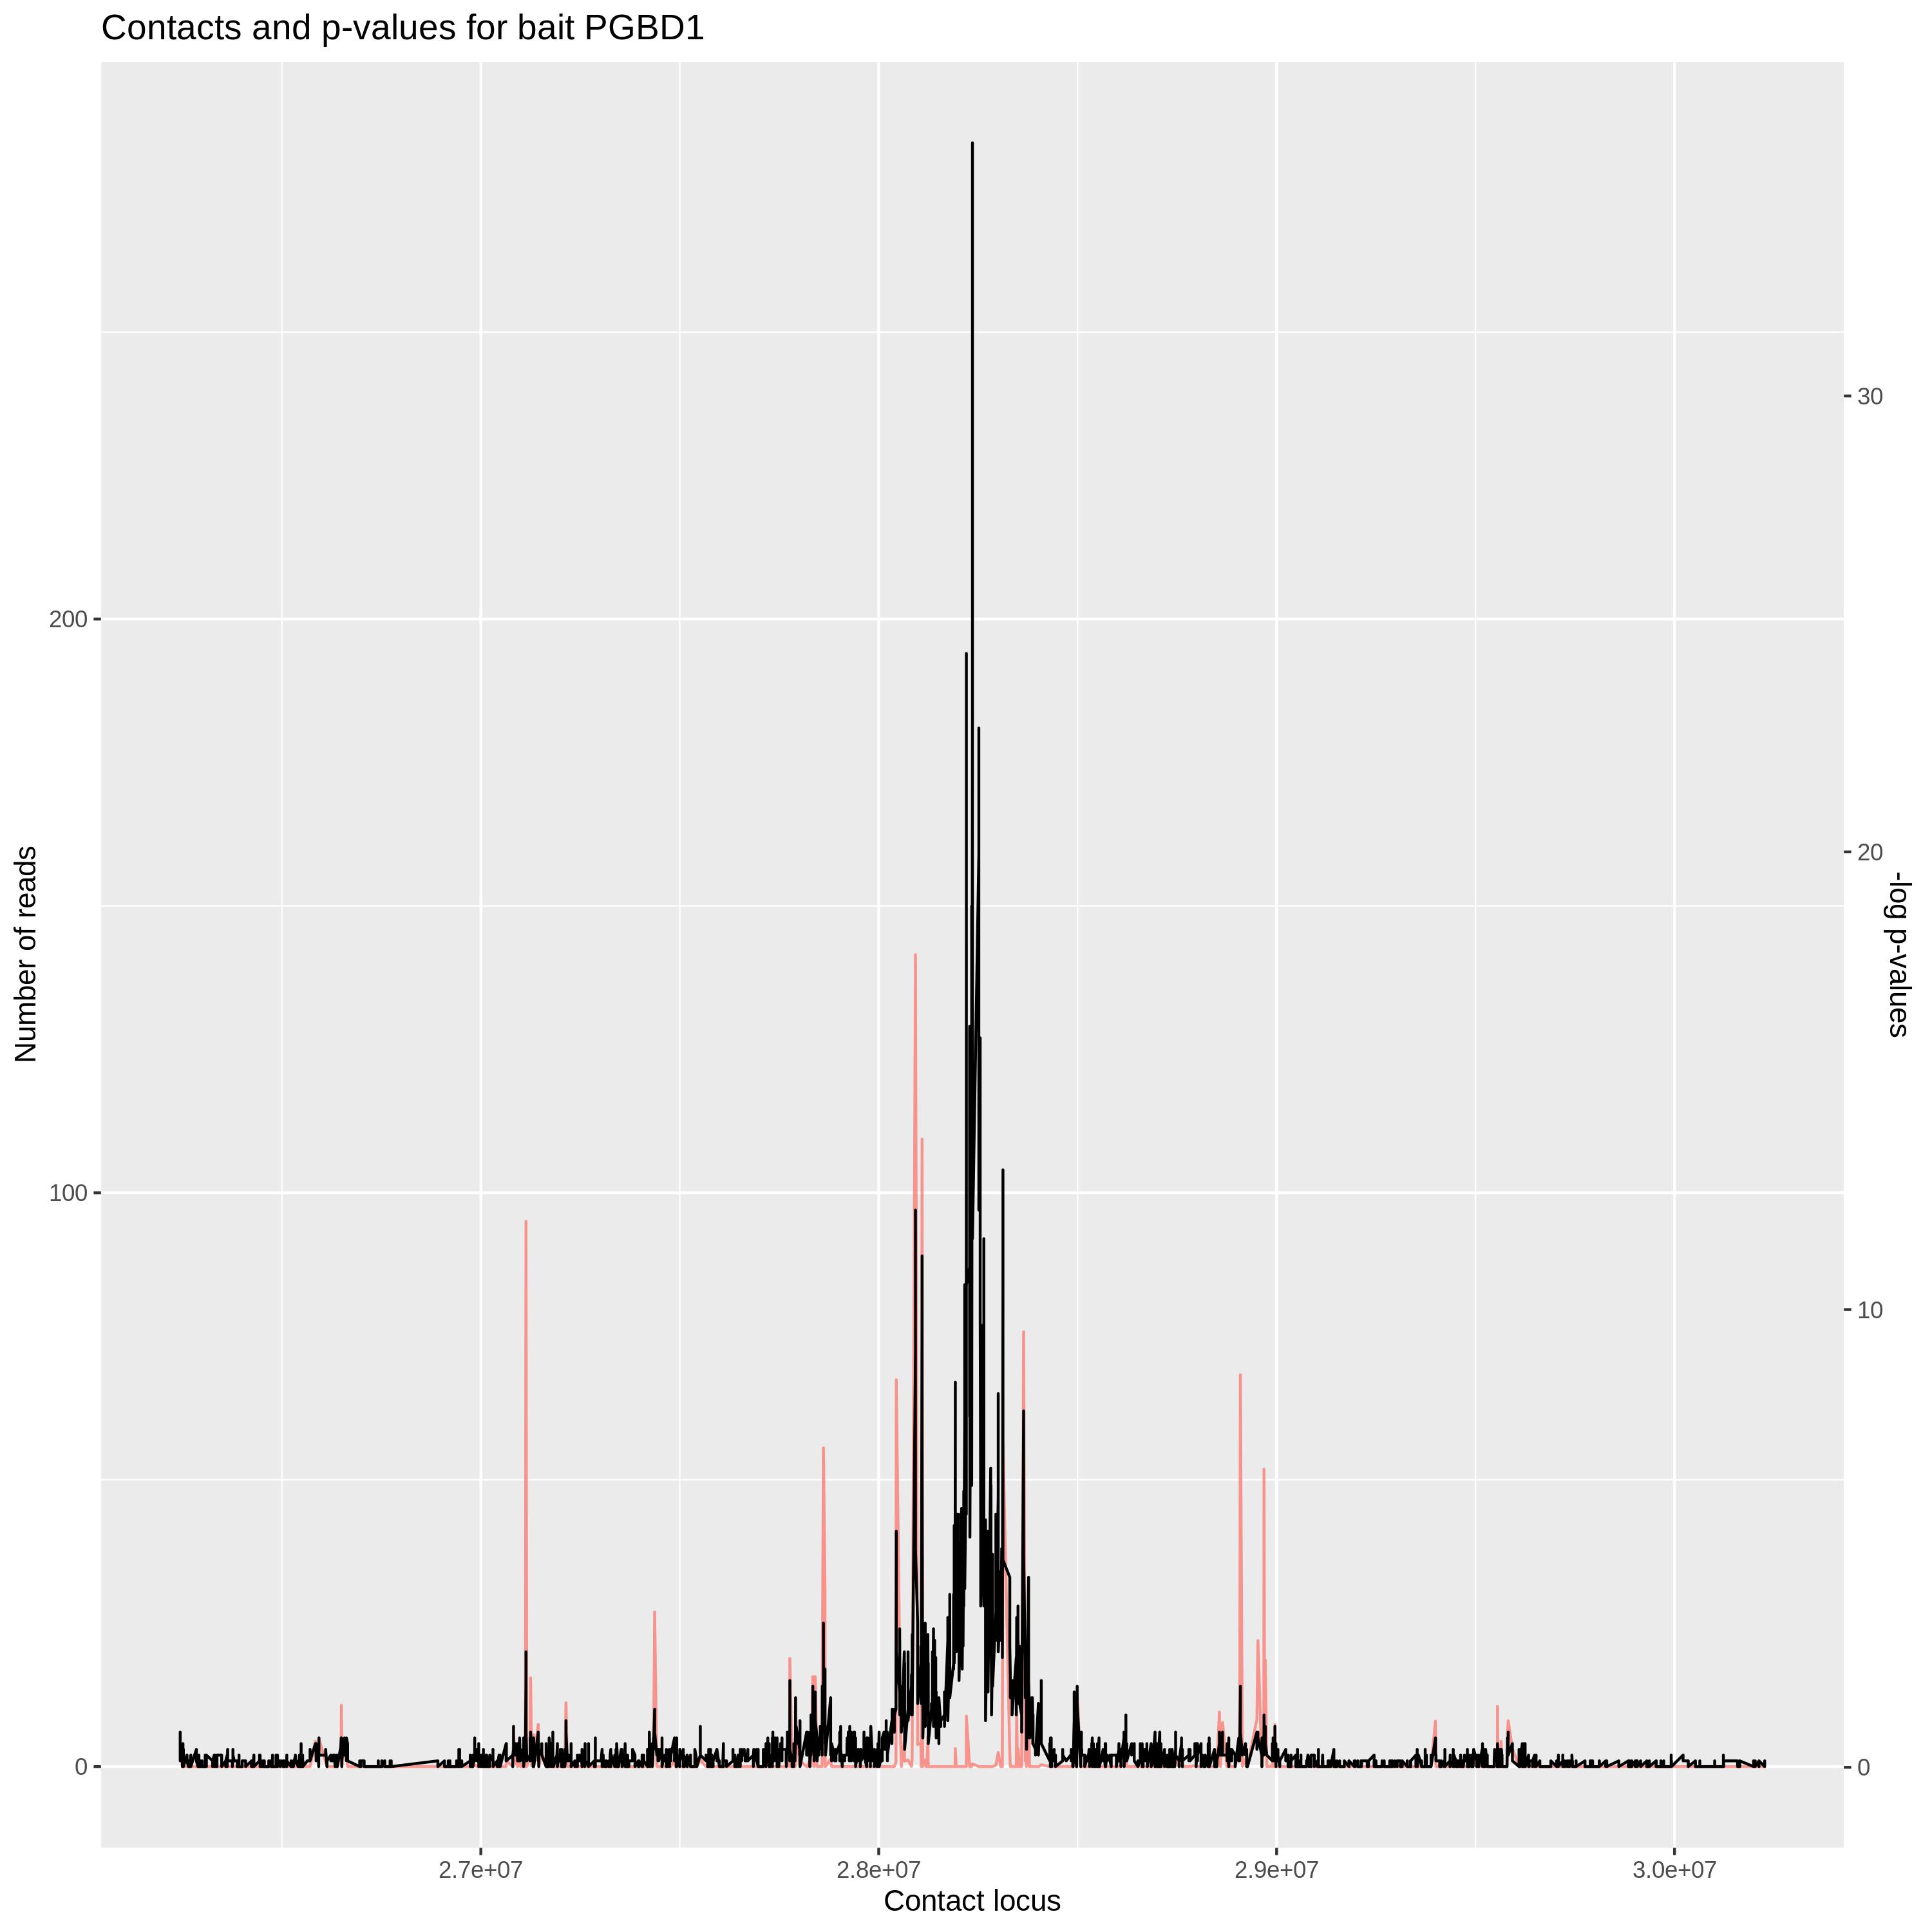 Contacts and p-values for bait PGBD1
Number of reads
200
100
0
30
20
10
0
-log p-values
2.7e+07 2.8e+07 2.9e+07 3.0e+07
Contact locus